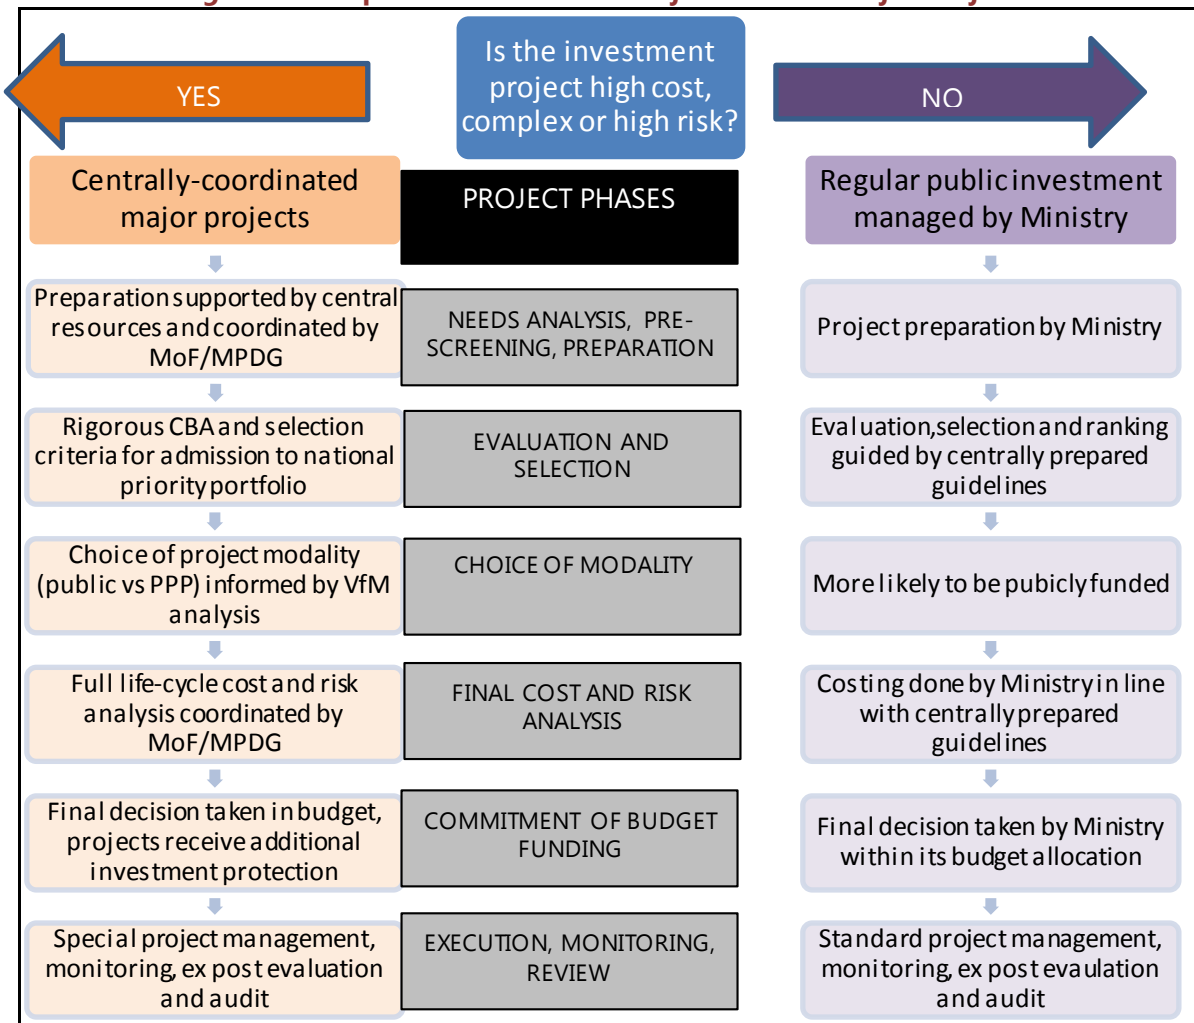 Is the investment
project high cost,
complex or high risk?
YES
NO
Centrally-coordinated
major projects
PROJECT PHASES
Regular public investment
managed by Ministry
Preparation supported by central
resources and coordinated by
MoF/MPDG
NEEDS ANALYSIS, PRE-
SCREENING, PREPARATION
Project preparation by Ministry
Rigorous CBA and selection
criteria for admission to national
priority portfolio
EVALUATION AND
SELECTION
Evaluation,selection and ranking
guided by centrally prepared
guidelines
Choice of project modality
(public vs PPP) informed by VfM
analysis
CHOICE OF MODALITY
More likely to be pubicly funded
Full life-cycle cost and risk
analysis coordinated by
MoF/MPDG
FINAL COST AND RISK
ANALYSIS
Costing done by Ministry in line
with centrally prepared
guidelines
Final decision taken in budget,
projects receive additional
investment protection
COMMITMENT OF BUDGET
FUNDING
Final decision taken by Ministry
within its budget allocation
Special project management,
monitoring, ex post evaluation
and audit
EXECUTION, MONITORING,
REVIEW
Standard project management,
monitoring, ex post evaulation
and audit